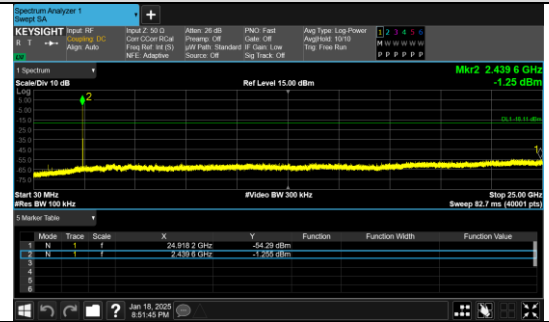 Spectrum Analyzer 1
Swept SA
+
KEYSIGHT Input: RF Input Z: 50 Ω Atten: 26 dB PNO: Fast Avg Type: Log-Power 1 2 3 4 5 6
R T Coupling: DC Corr CCorr RCal Preamp: Off Gate: Off Avg|Hold: 10/10 M W W W W W
Align: Auto Freq Ref: Int (S) µW Path: Standard IF Gain: Low Trig: Free Run P P P P P P
NFE: Adaptive Source: Off Sig Track: Off
1 Spectrum Mkr2 2.439 6 GHz
Scale/Div 10 dB Ref Level 15.00 dBm -1.25 dBm
Log
5.00
2
-5.00
-15.0
DL1 -18.11 dBm
-25.0
-35.0
-45.0
1
-55.0
-65.0
-75.0
Start 30 MHz #Video BW 300 kHz Stop 25.00 GHz
#Res BW 100 kHz Sweep 82.7 ms (40001 pts)
5 Marker Table
Mode Trace Scale X Y Function Function Width Function Value
1 N 1 f 24.918 2 GHz -54.29 dBm
2 N 1 f 2.439 6 GHz -1.255 dBm
3
4
5
6
? Jan 18, 2025
8:51:45 PM